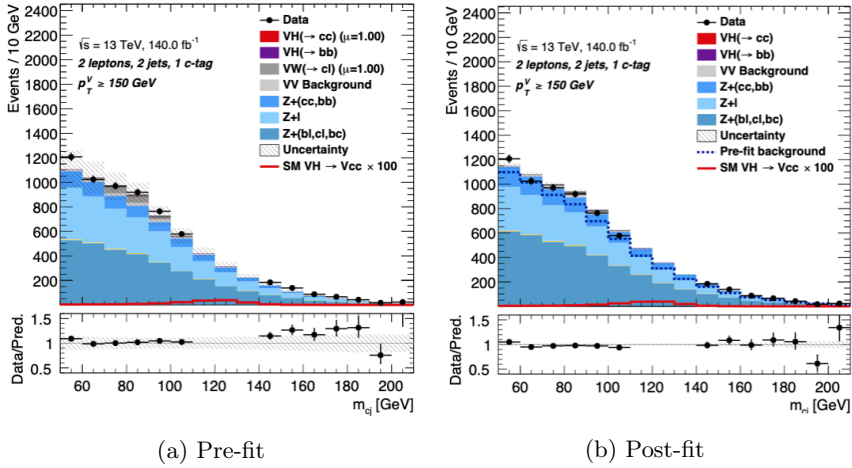 Events / 10 GeV
2400
2200
2000
1800
1600
1400
1200
1000
800
600
400
200
√s = 13 TeV, 140.0 fb-1
2 leptons, 2 jets, 1 c-tag
pVT ≥ 150 GeV
Data
VH(→ cc) (μ=1.00)
VH(→ bb)
VW(→ cl) (μ=1.00)
VV Background
Z+(cc,bb)
Z+l
Z+(bl,cl,bc)
Uncertainty
SM VH → Vcc × 100
Data/Pred.
1.5
1
0.5
60 80 100 120 140 160 180 200
mcj [GeV]
(a) Pre-fit
Events / 10 GeV
2400
2200
2000
1800
1600
1400
1200
1000
800
600
400
200
√s = 13 TeV, 140.0 fb-1
2 leptons, 2 jets, 1 c-tag
pVT ≥ 150 GeV
Data
VH(→ cc)
VH(→ bb)
VV Background
Z+(cc,bb)
Z+l
Z+(bl,cl,bc)
Uncertainty
Pre-fit background
SM VH → Vcc × 100
Data/Pred.
1.5
1
0.5
60 80 100 120 140 160 180 200
mcj [GeV]
(b) Post-fit